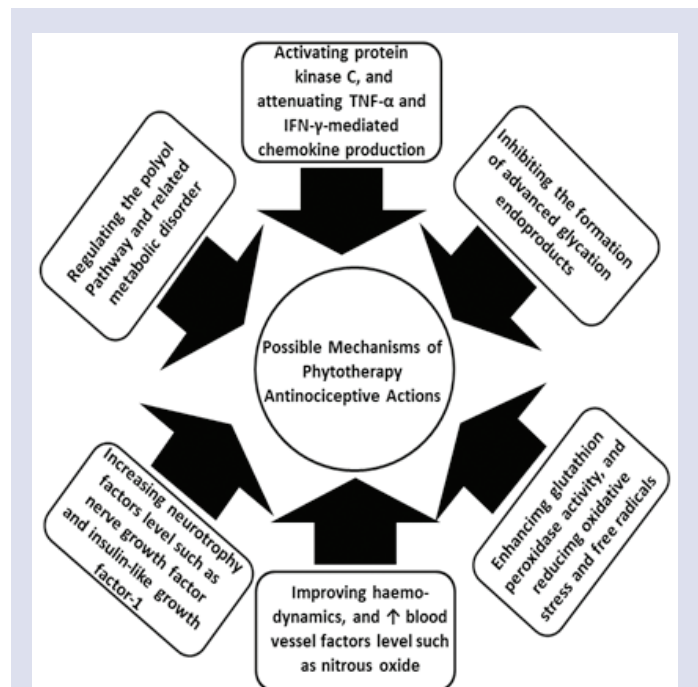 Activating protein
kinase C, and
attenuating TNF-α and
IFN-γ-mediated
chemokine production
Inhibiting the formation
of advanced glycation
endoproducts
Enhancimg glutathion
peroxidase activity, and
reducimg oxidative
stress and free radicals
Improving haemo-
dynamics, and ↑ blood
vessel factors level such
as nitrous oxide
Increasing neurotrophy
factors level such as
nerve growth factor
and insulin-like growth
factor-1
Regulating the polyol
Pathway and related
metabolic disorder
Possible Mechanisms of
Phytotherapy
Antinociceptive Actions